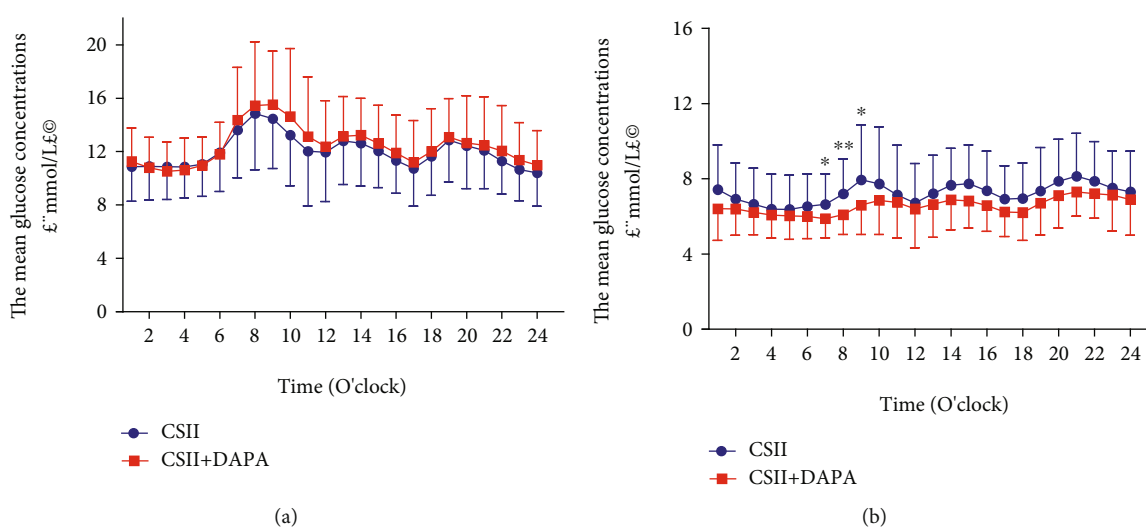 The mean glucose concentrations
£¨mmol/L£©
20
16
12
8
4
0
2 4 6 8 10 12 14 16 18 20 22 24
Time (O'clock)
CSII
CSII+DAPA
(a)
The mean glucose concentrations
£¨mmol/L£©
16
12
8
4
0
*
**
*
2 4 6 8 10 12 14 16 18 20 22 24
Time (O'clock)
CSII
CSII+DAPA
(b)